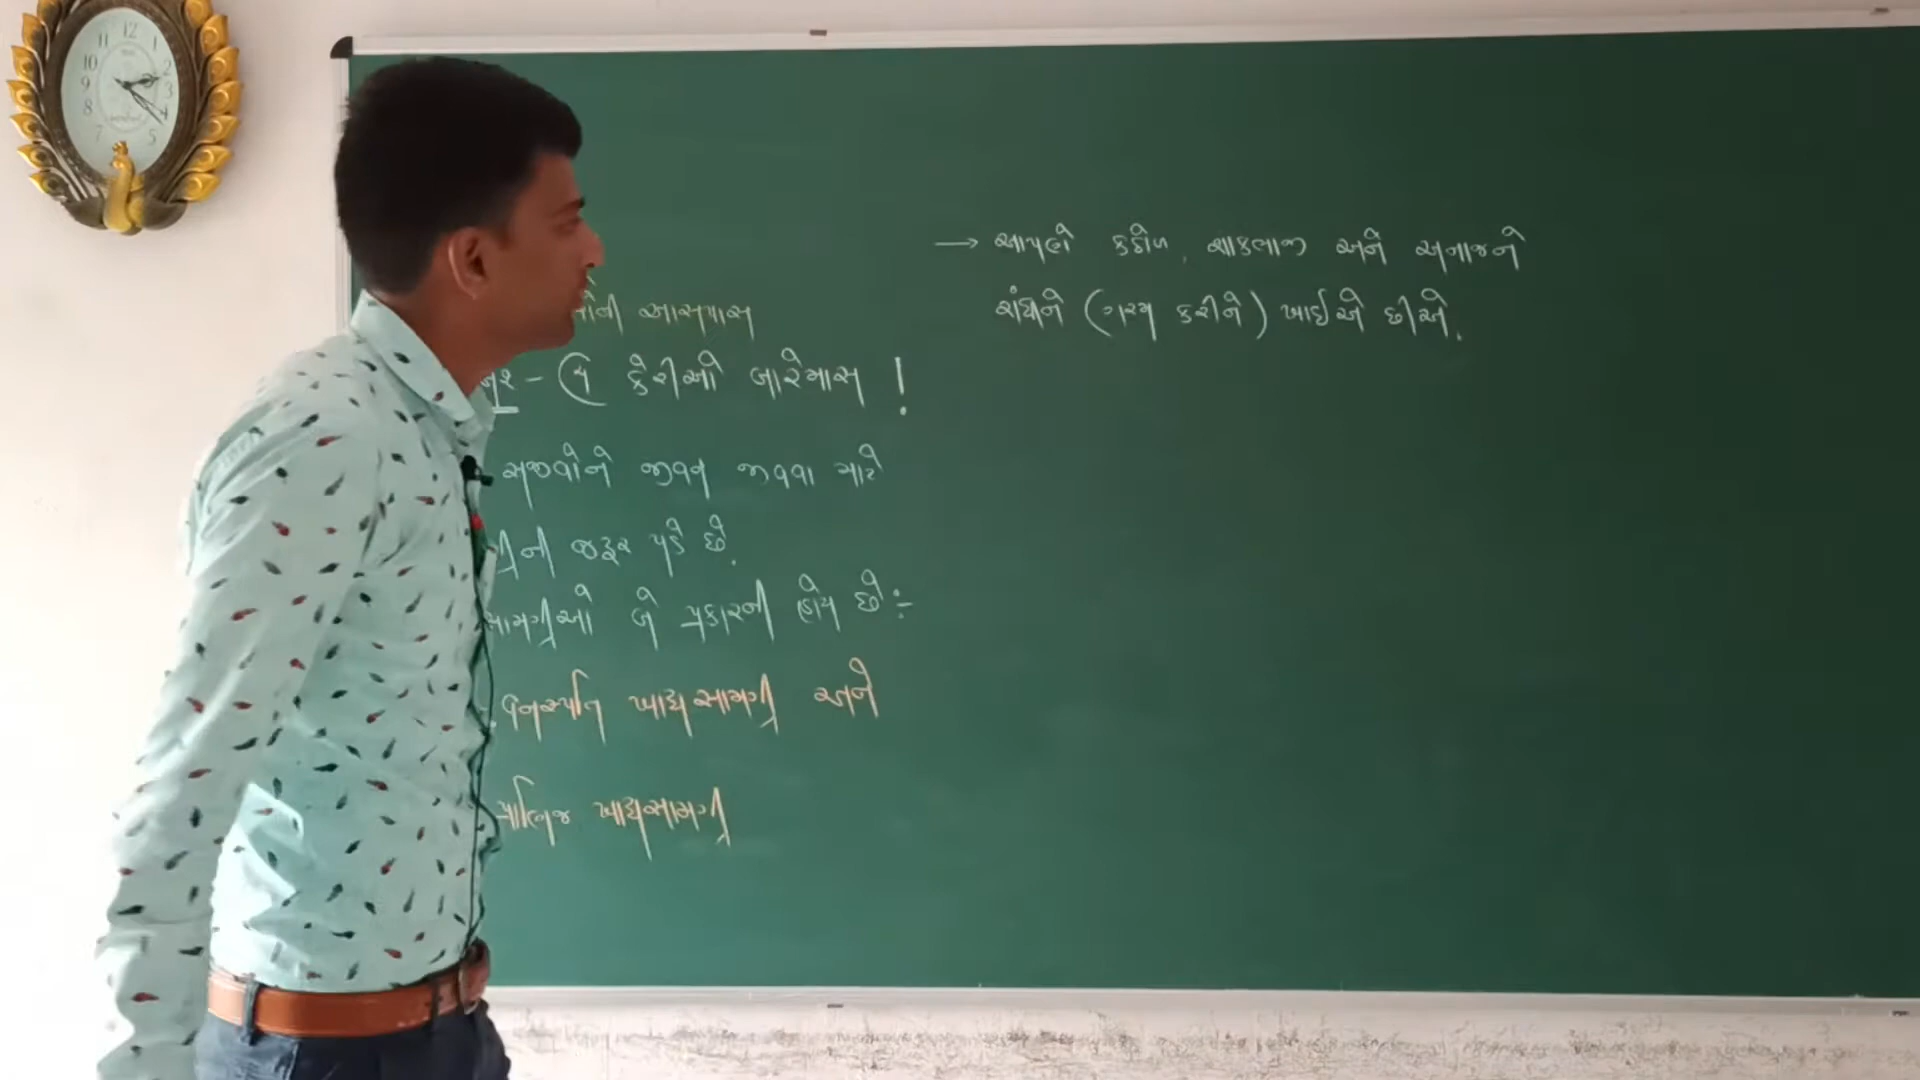 આસપાસ
4 કેરીઓ બારેમાસ !
સજીવોને જીવન જીવવા માટે
ની જરૂર પડે છે.
સામગ્રીઓ બે પ્રકારની હોય છે :-
વનસ્પતિ ખાદ્યસામગ્રી અને
પ્રાણિજ ખાદ્યસામગ્રી
→ આપણે કઠોળ, શાકભાજી અને અનાજને
રાંધીને (ગરમ કરીને) ખાઈએ છીએ.